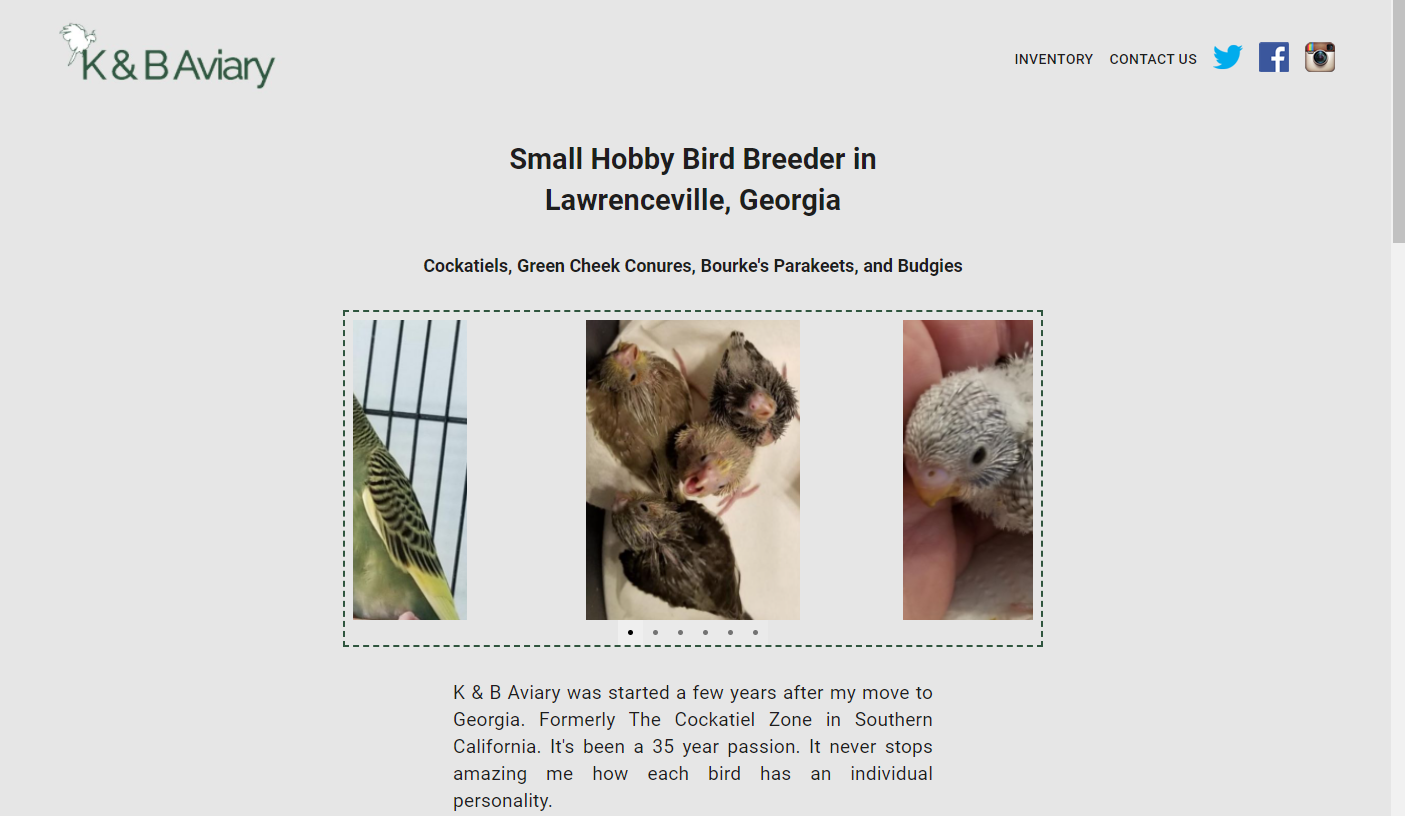 K & B Aviary
INVENTORY CONTACT US
Small Hobby Bird Breeder in
Lawrenceville, Georgia
Cockatiels, Green Cheek Conures, Bourke's Parakeets, and Budgies
K & B Aviary was started a few years after my move to
Georgia. Formerly The Cockatiel Zone in Southern
California. It's been a 35 year passion. It never stops
amazing me how each bird has an individual
personality.